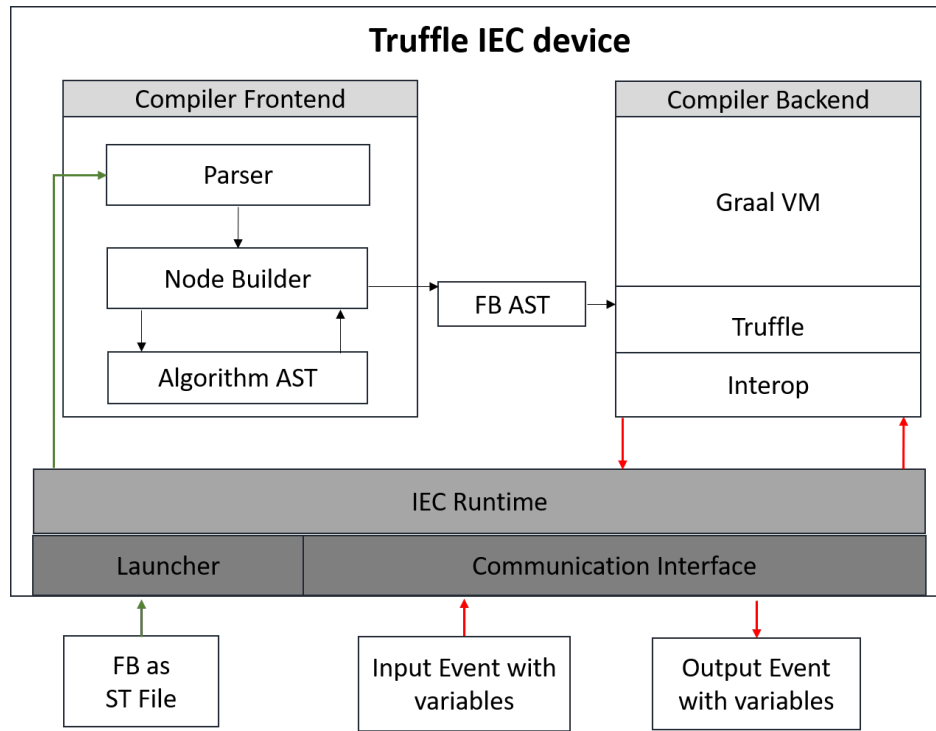 Truffle IEC device
Compiler Frontend
Parser
Node Builder
Algorithm AST
FB AST
Compiler Backend
Graal VM
Truffle
Interop
IEC Runtime
Launcher
Communication Interface
FB as
ST File
Input Event with
variables
Output Event
with variables